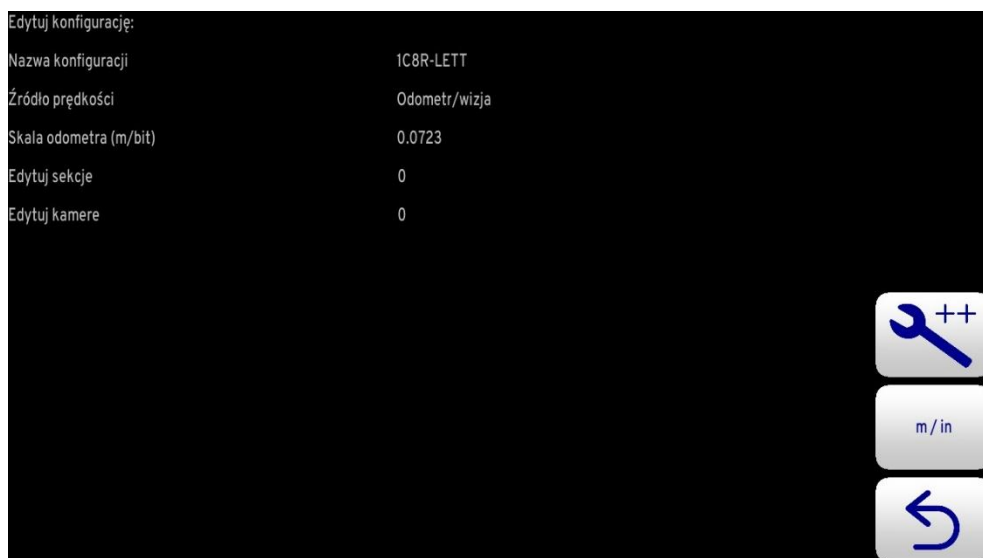 Edytuj konfigurację:
Nazwa konfiguracji 1C8R-LETT
Źródło prędkości Odometr/wizja
Skala odometra (m/bit) 0.0723
Edytuj sekcje 0
Edytuj kamere 0
++
m / in